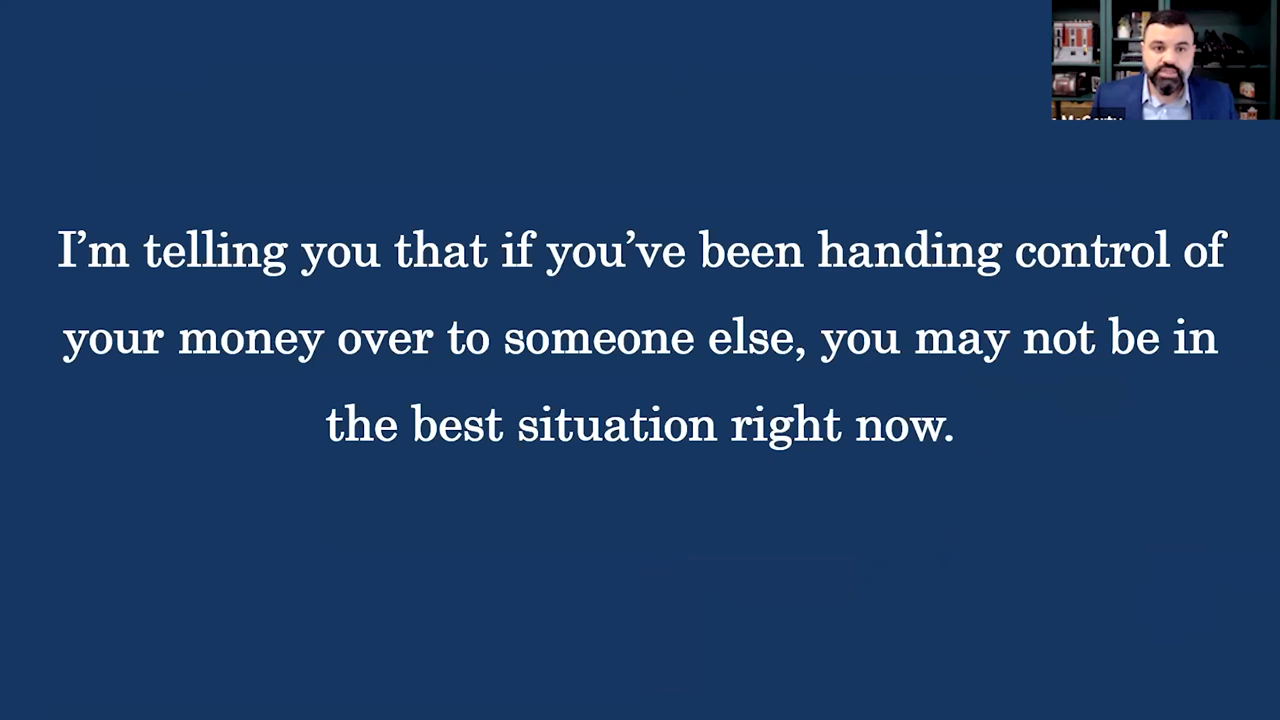 I'm telling you that if you've been handing control of
your money over to someone else, you may not be in
the best situation right now.